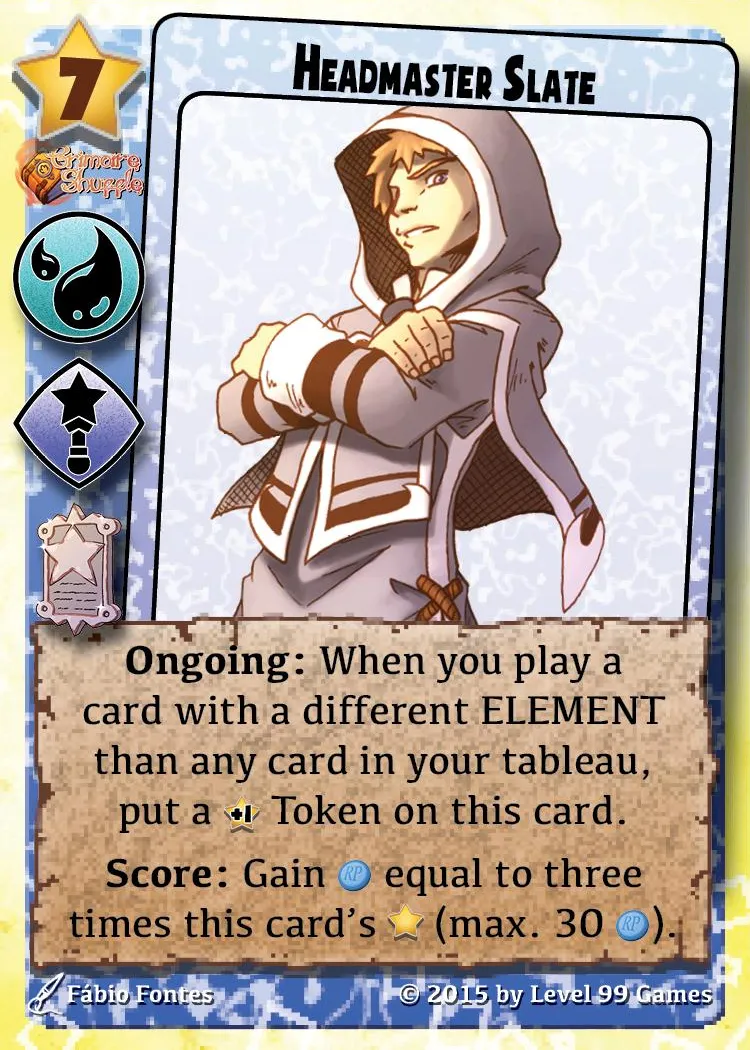 7
Headmaster Slate
Grimoire
Shuffle
Ongoing: When you play a
card with a different ELEMENT
than any card in your tableau,
put a +1 Token on this card.
Score: Gain RP equal to three
times this card's (max. 30 RP).
Fábio Fontes
© 2015 by Level 99 Games